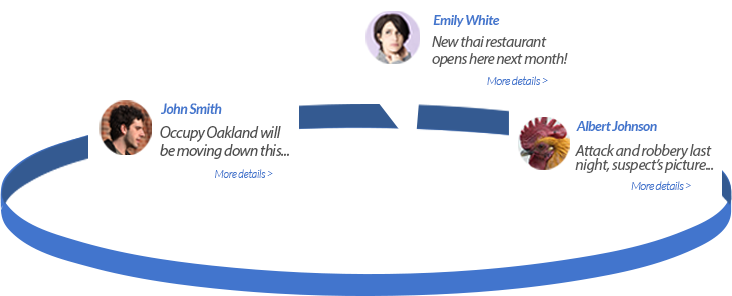 Emily White
New thai restaurant
opens here next month!
More details >
John Smith
Occupy Oakland will
be moving down this...
More details >
Albert Johnson
Attack and robbery last
night, suspect's picture...
More details >